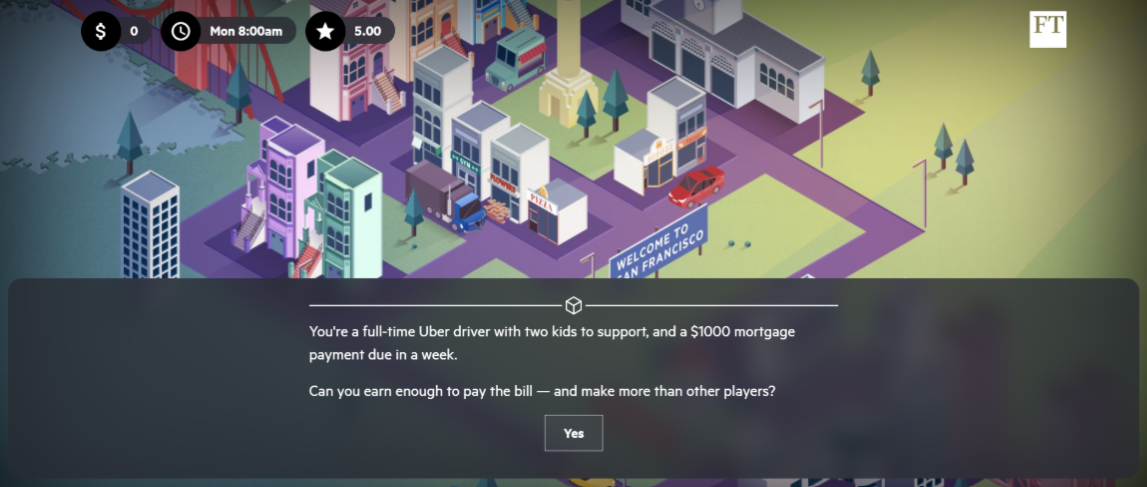 0
Mon 8:00am
5.00
FT
GYM
FLOWERS
PIZZA
WELCOME TO
SAN FRANCISCO
You're a full-time Uber driver with two kids to support, and a $1000 mortgage
payment due in a week.
Can you earn enough to pay the bill — and make more than other players?
Yes